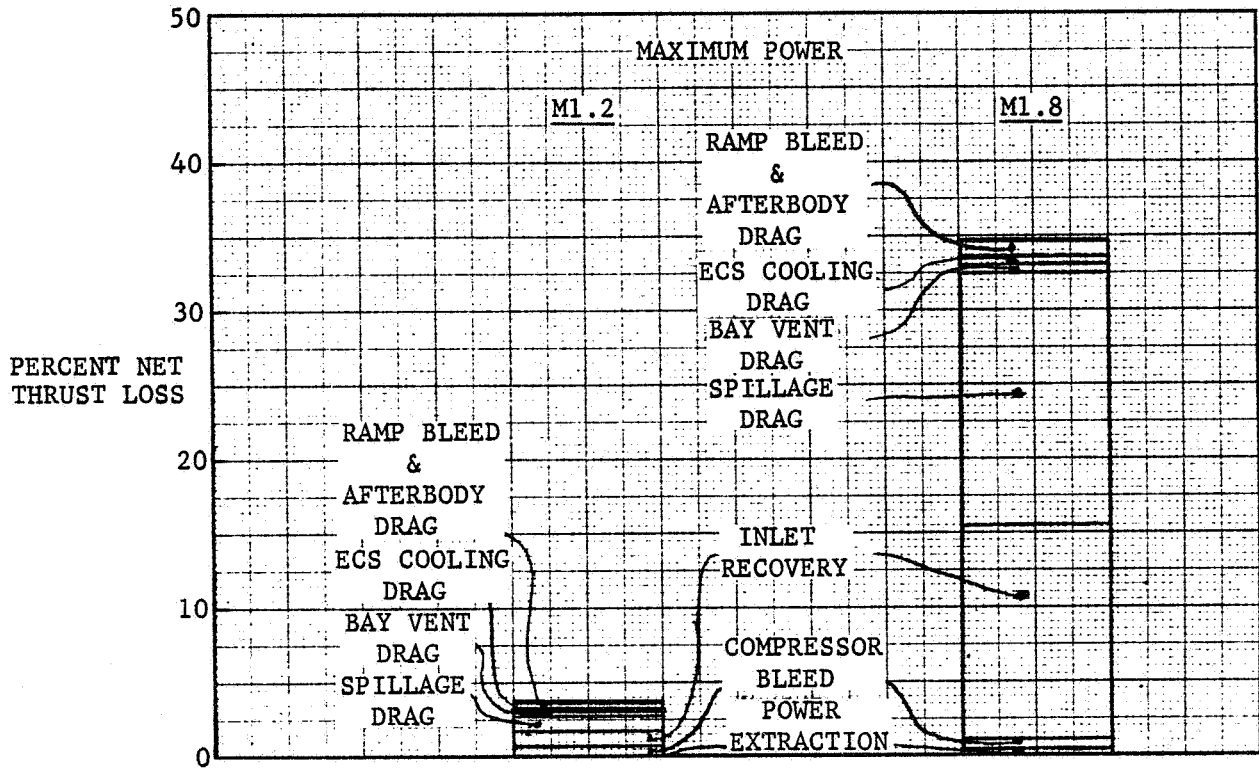 50
MAXIMUM POWER
M1.2
M1.8
40
RAMP BLEED
&
AFTERBODY
DRAG
ECS COOLING
DRAG
30
BAY VENT
DRAG
SPILLAGE
DRAG
PERCENT NET
THRUST LOSS
20
RAMP BLEED
&
AFTERBODY
DRAG
ECS COOLING
DRAG
BAY VENT
DRAG
SPILLAGE
DRAG
INLET
RECOVERY
10
COMPRESSOR
BLEED
POWER
EXTRACTION
0